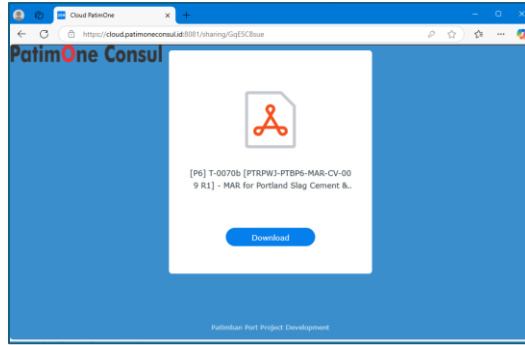 Cloud PatimOne
https://cloud.patimoneconsul.id:8081/sharing/GqE5C8sue
PatimOne Consul
[P6] T-0070b [PTRPWJ-PTBP6-MAR-CV-00
9 R1] - MAR for Portland Slag Cement &..
Download
Patimban Port Project Development